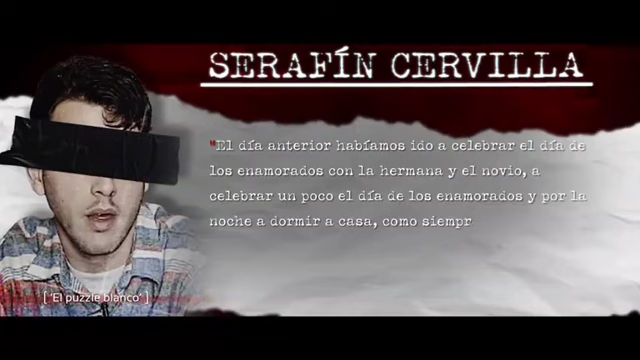 SERAFÍN CERVILLA
"El día anterior habíamos ido a celebrar el día de
los enamorados con la hermana y el novio, a
celebrar un poco el día de los enamorados y por la
noche a dormir a casa, como siempr
[ 'El puzzle blanco' ]